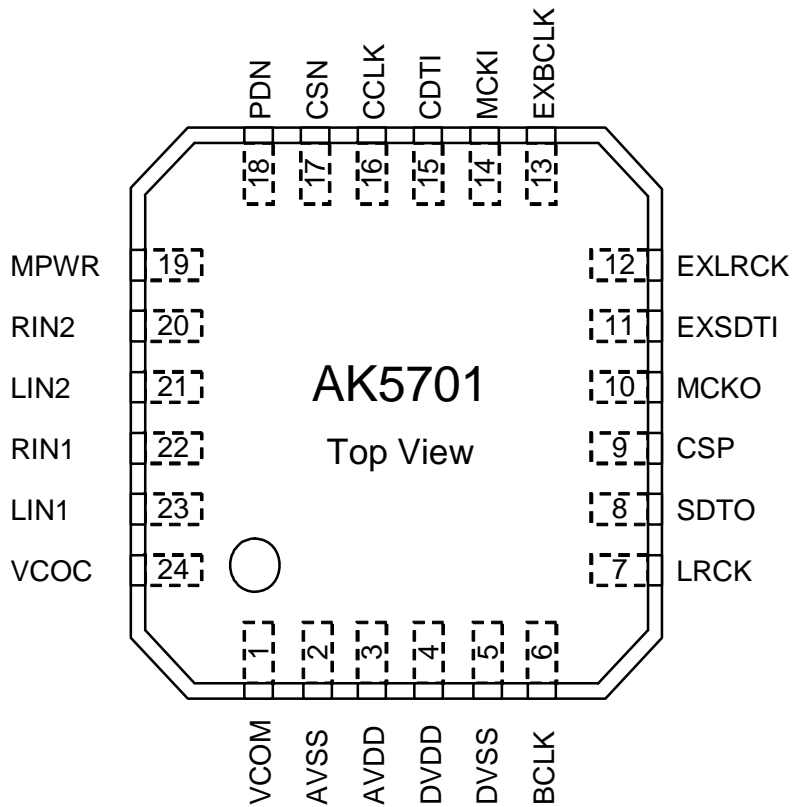 PDN
CSN
CCLK
CDTI
MCKI
EXBCLK
18
17
16
15
14
13
MPWR 19
12 EXLRCK
RIN2 20
11 EXSDTI
LIN2 21
AK5701
10 MCKO
RIN1 22
Top View
9 CSP
LIN1 23
8 SDTO
VCOC 24
7 LRCK
1
2
3
4
5
6
VCOM
AVSS
AVDD
DVDD
DVSS
BCLK